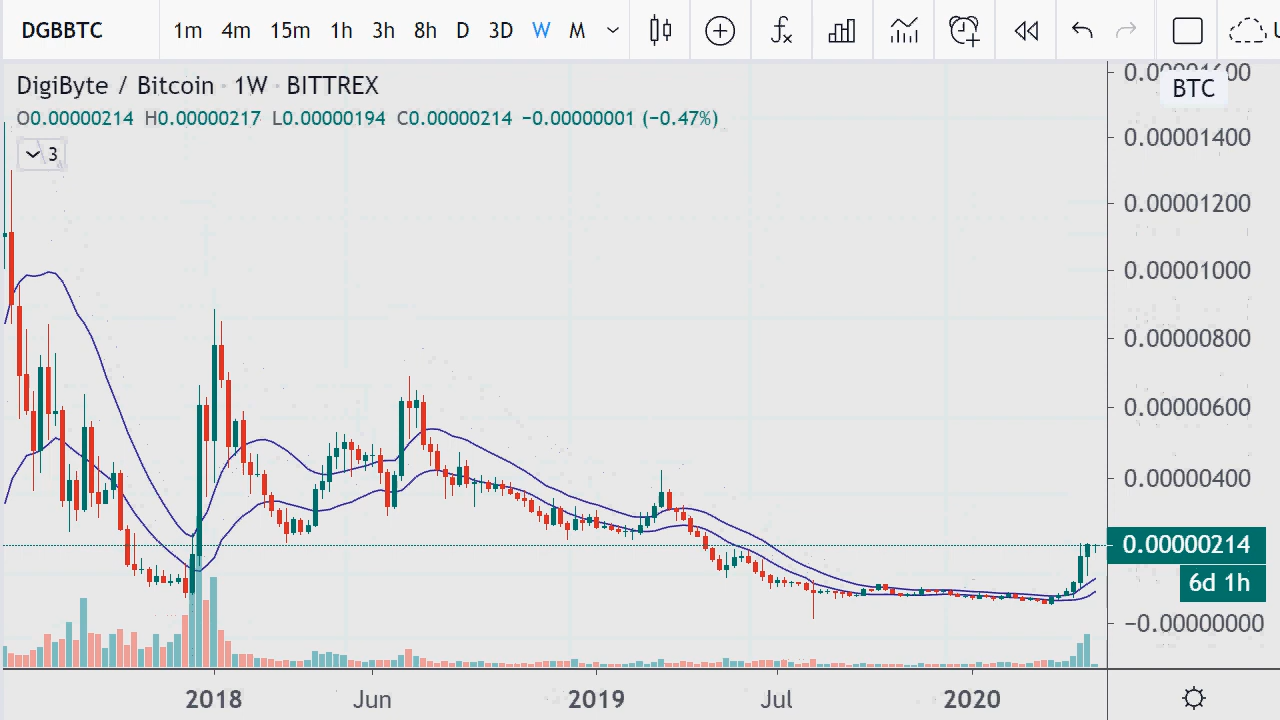 DGBBTC 1m 4m 15m 1h 3h 8h D 3D W M
DigiByte / Bitcoin · 1W · BITTREX
O0.00000214 H0.00000217 L0.00000194 C0.00000214 −0.00000001 (−0.47%)
3
BTC
0.00001400
0.00001200
0.00001000
0.00000800
0.00000600
0.00000400
0.00000214
6d 1h
−0.00000000
2018 Jun 2019 Jul 2020